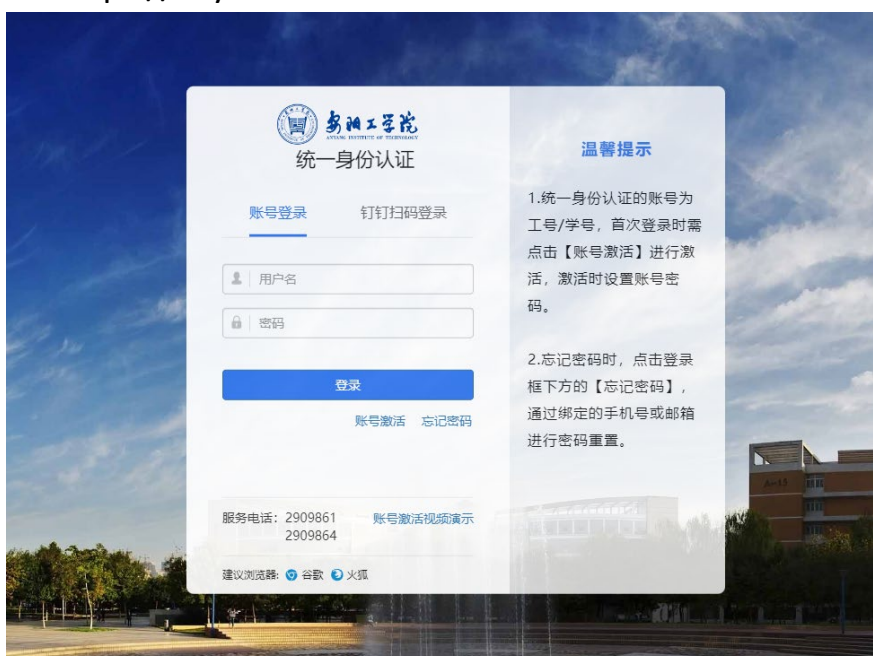 安阳工学院
ANYANG INSTITUTE OF TECHNOLOGY
统一身份认证
账号登录 钉钉扫码登录
用户名
密码
登录
账号激活 忘记密码
服务电话：2909861 账号激活视频演示
2909864
建议浏览器: 谷歌 火狐
温馨提示
1.统一身份认证的账号为
工号/学号，首次登录时需
点击【账号激活】进行激
活，激活时设置账号密
码。
2.忘记密码时，点击登录
框下方的【忘记密码】，
通过绑定的手机号或邮箱
进行密码重置。